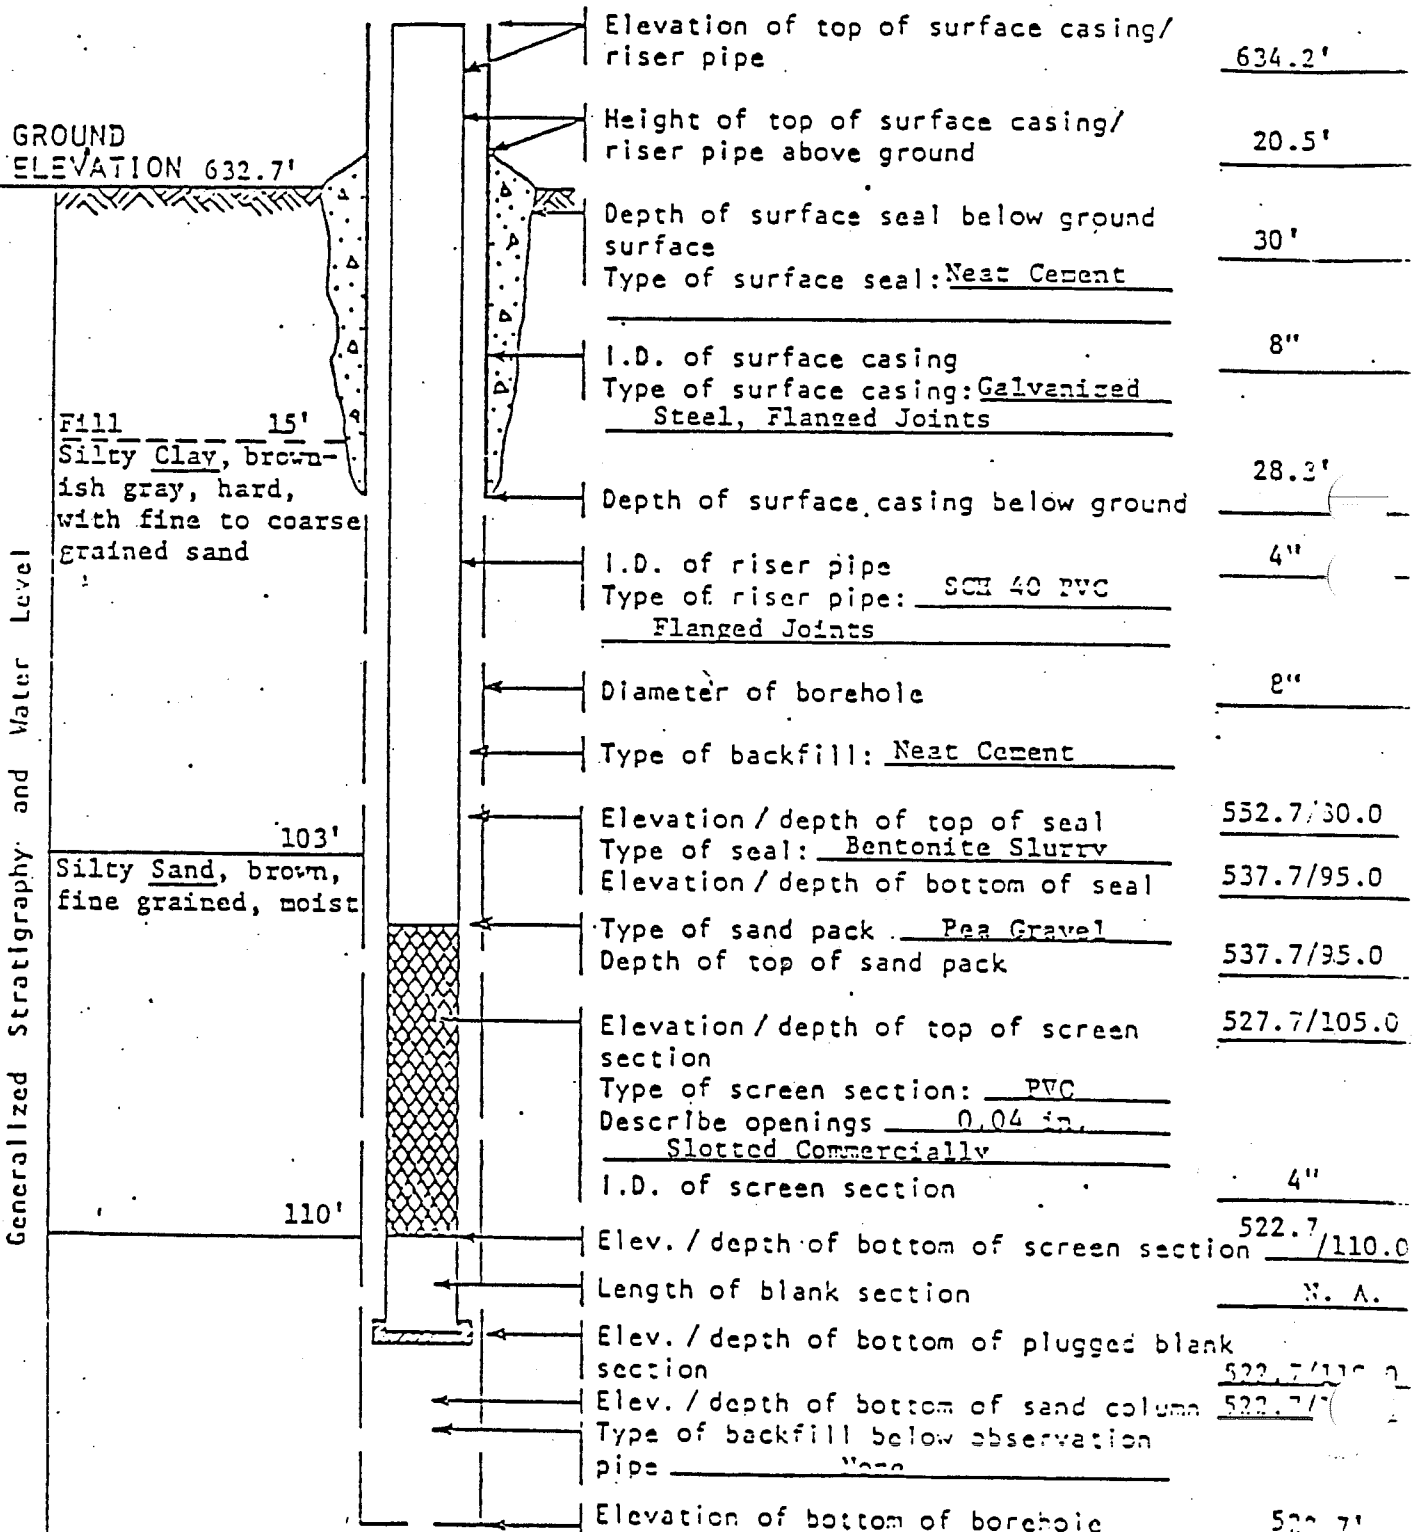 Elevation of top of surface casing/
riser pipe 634.2'
GROUND
ELEVATION 632.7'
Height of top of surface casing/
riser pipe above ground 20.5'
Depth of surface seal below ground
surface 30'
Type of surface seal: Neat Cement
I.D. of surface casing 8"
Type of surface casing: Galvanized
Steel, Flanged Joints
Fill 15'
Silty Clay, brown-
ish gray, hard,
with fine to coarse
grained sand
Depth of surface casing below ground 28.3'
I.D. of riser pipe 4"
Type of riser pipe: SCH 40 PVC
Flanged Joints
Generalized Stratigraphy and Water Level
Diameter of borehole 8"
Type of backfill: Neat Cement
Elevation / depth of top of seal 552.7/80.0
Type of seal: Bentonite Slurry
Elevation / depth of bottom of seal 537.7/95.0
103'
Silty Sand, brown,
fine grained, moist
Type of sand pack Pea Gravel
Depth of top of sand pack 537.7/95.0
Elevation / depth of top of screen 527.7/105.0
section
Type of screen section: PVC
Describe openings 0.04 in.
Slotted Commercially
I.D. of screen section 4"
110'
Elev. / depth of bottom of screen section 522.7/110.0
Length of blank section N. A.
Elev. / depth of bottom of plugged blank
section
Elev. / depth of bottom of sand column
Type of backfill below observation
pipe None
Elevation of bottom of borehole